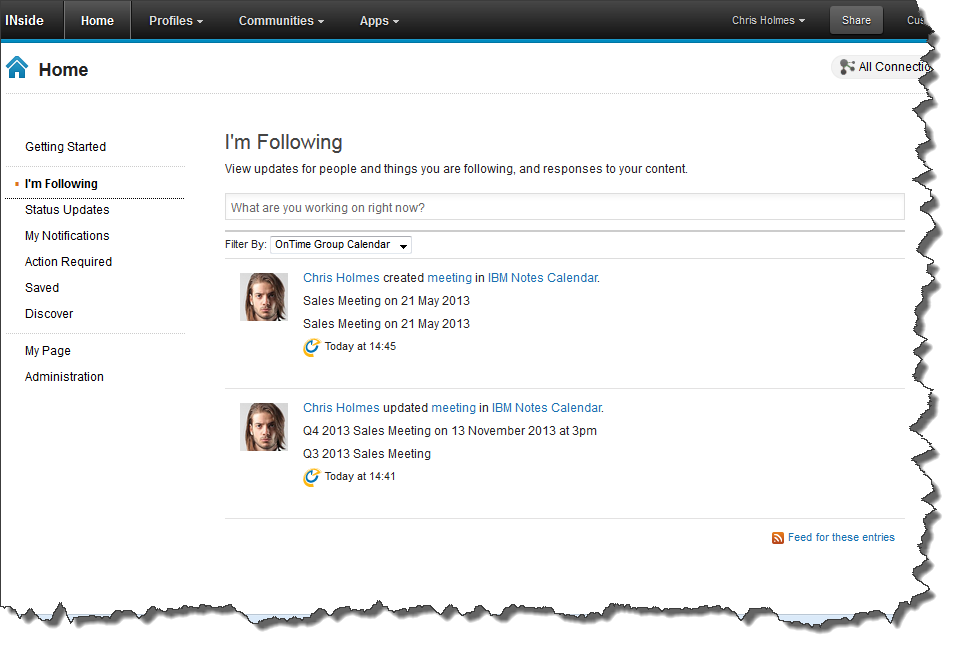 INside Home Profiles Communities Apps Chris Holmes Share
Home
All
Getting Started
I'm Following
Status Updates
My Notifications
Action Required
Saved
Discover
My Page
Administration
I'm Following
View updates for people and things you are following, and responses to your content.
What are you working on right now?
Filter By: OnTime Group Calendar
Chris Holmes created meeting in IBM Notes Calendar.
Sales Meeting on 21 May 2013
Sales Meeting on 21 May 2013
Today at 14:45
Chris Holmes updated meeting in IBM Notes Calendar.
Q4 2013 Sales Meeting on 13 November 2013 at 3pm
Q3 2013 Sales Meeting
Today at 14:41
Feed for these entries